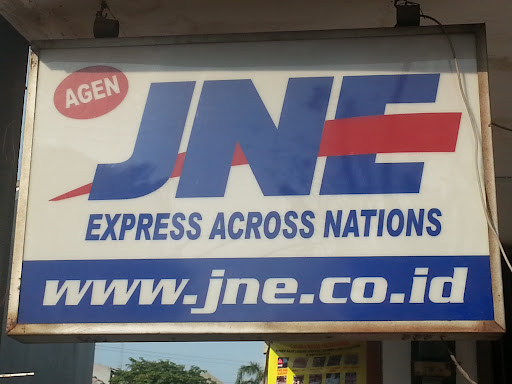 AGEN
JNE
EXPRESS ACROSS NATIONS
www.jne.co.id